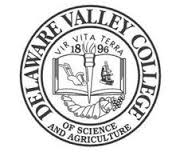 DELAWARE VALLEY COLLEGE
VIR VITA TERRA
1896
OF SCIENCE
AND AGRICULTURE